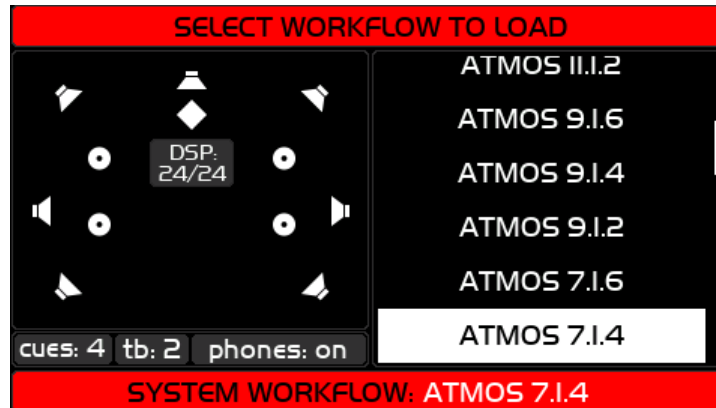 SELECT WORKFLOW TO LOAD
DSP:
24/24
cues: 4 tb: 2 phones: on
ATMOS 11.1.2
ATMOS 9.1.6
ATMOS 9.1.4
ATMOS 9.1.2
ATMOS 7.1.6
ATMOS 7.1.4
SYSTEM WORKFLOW: ATMOS 7.1.4